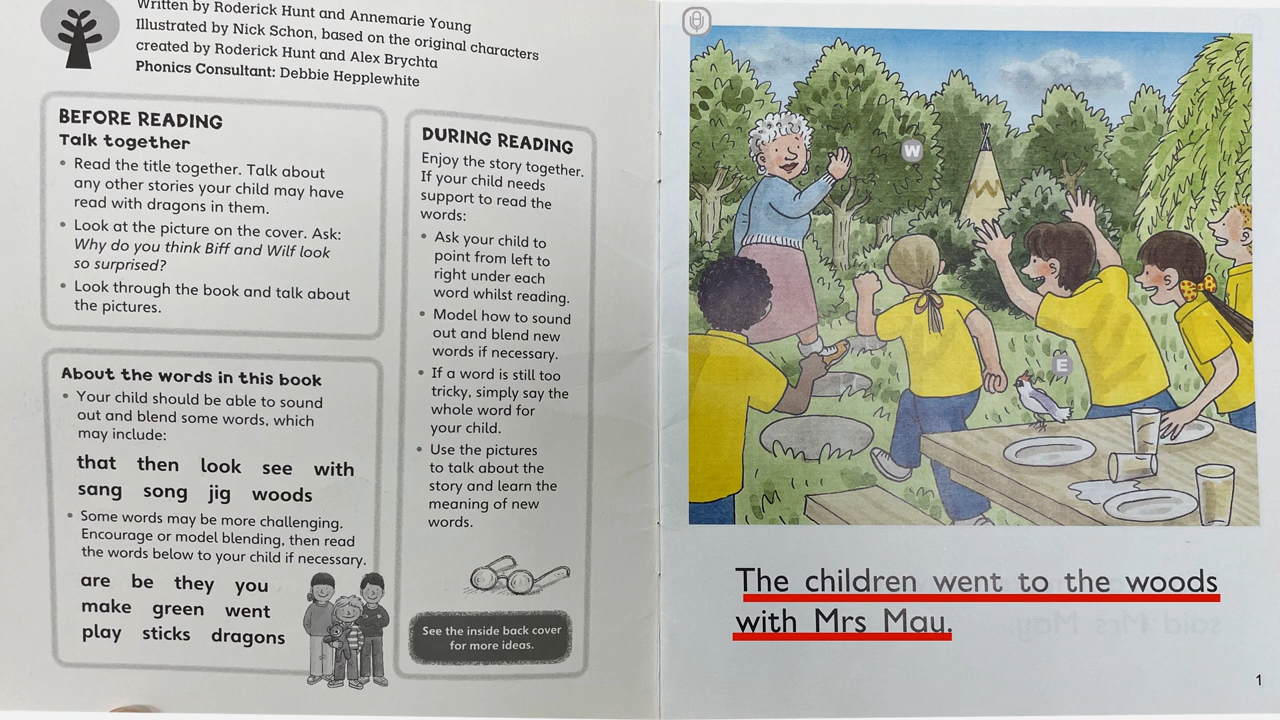 Written by Roderick Hunt and Annemarie Young
Illustrated by Nick Schon, based on the original characters
created by Roderick Hunt and Alex Brychta
Phonics Consultant: Debbie Hepplewhite
BEFORE READING
Talk together
• Read the title together. Talk about
any other stories your child may have
read with dragons in them.
• Look at the picture on the cover. Ask:
Why do you think Biff and Wilf look
so surprised?
• Look through the book and talk about
the pictures.
About the words in this book
• Your child should be able to sound
out and blend some words, which
may include:
that then look see with
sang song jig woods
• Some words may be more challenging.
Encourage or model blending, then read
the words below to your child if necessary.
are be they you
make green went
play sticks dragons
DURING READING
Enjoy the story together.
If your child needs
support to read the
words:
• Ask your child to
point from left to
right under each
word whilst reading.
• Model how to sound
out and blend new
words if necessary.
• If a word is still too
tricky, simply say the
whole word for
your child.
• Use the pictures
to talk about the
story and learn the
meaning of new
words.
See the inside back cover
for more ideas.
W
E
The children went to the woods
with Mrs May.
1